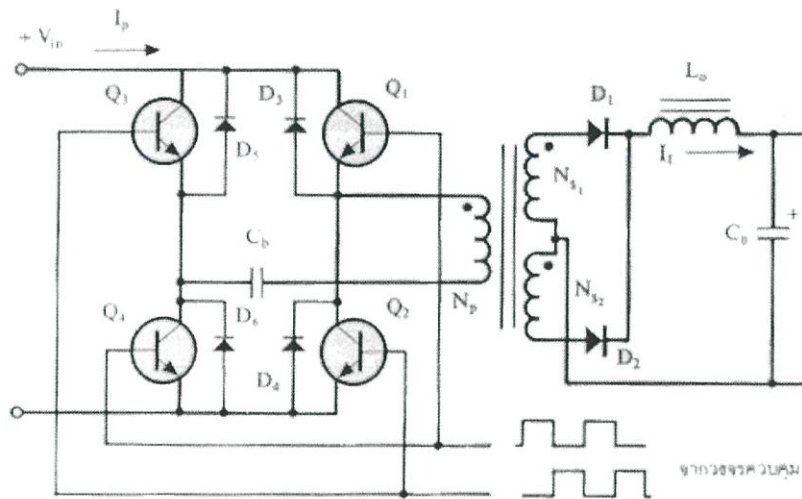 I_p
+ V_in
L_o
Q_3
D_3
Q_1
D_1
D_5
I_L
N_s1
C_b
C_o
+
N_p
N_s2
Q_4
D_6
Q_2
D_4
D_2
จากวงจรควบคุม